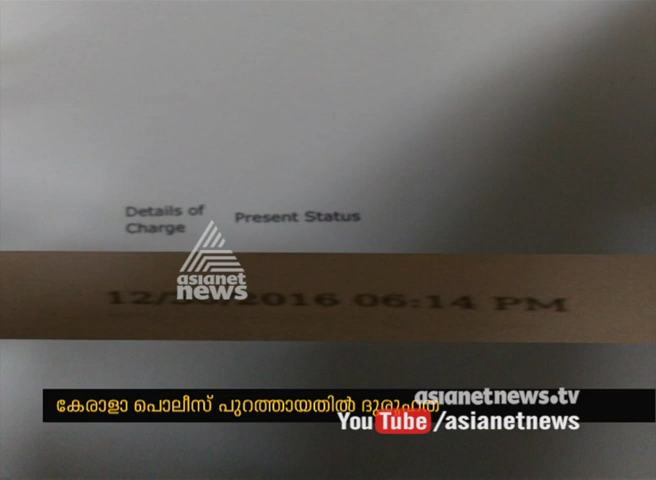 Details of
Charge
Present Status
asianet
news
2016 06:14 PM
കേരളാ പൊലീസ് പുറത്തായതിൽ
asianetnews.tv
YouTube /asianetnews